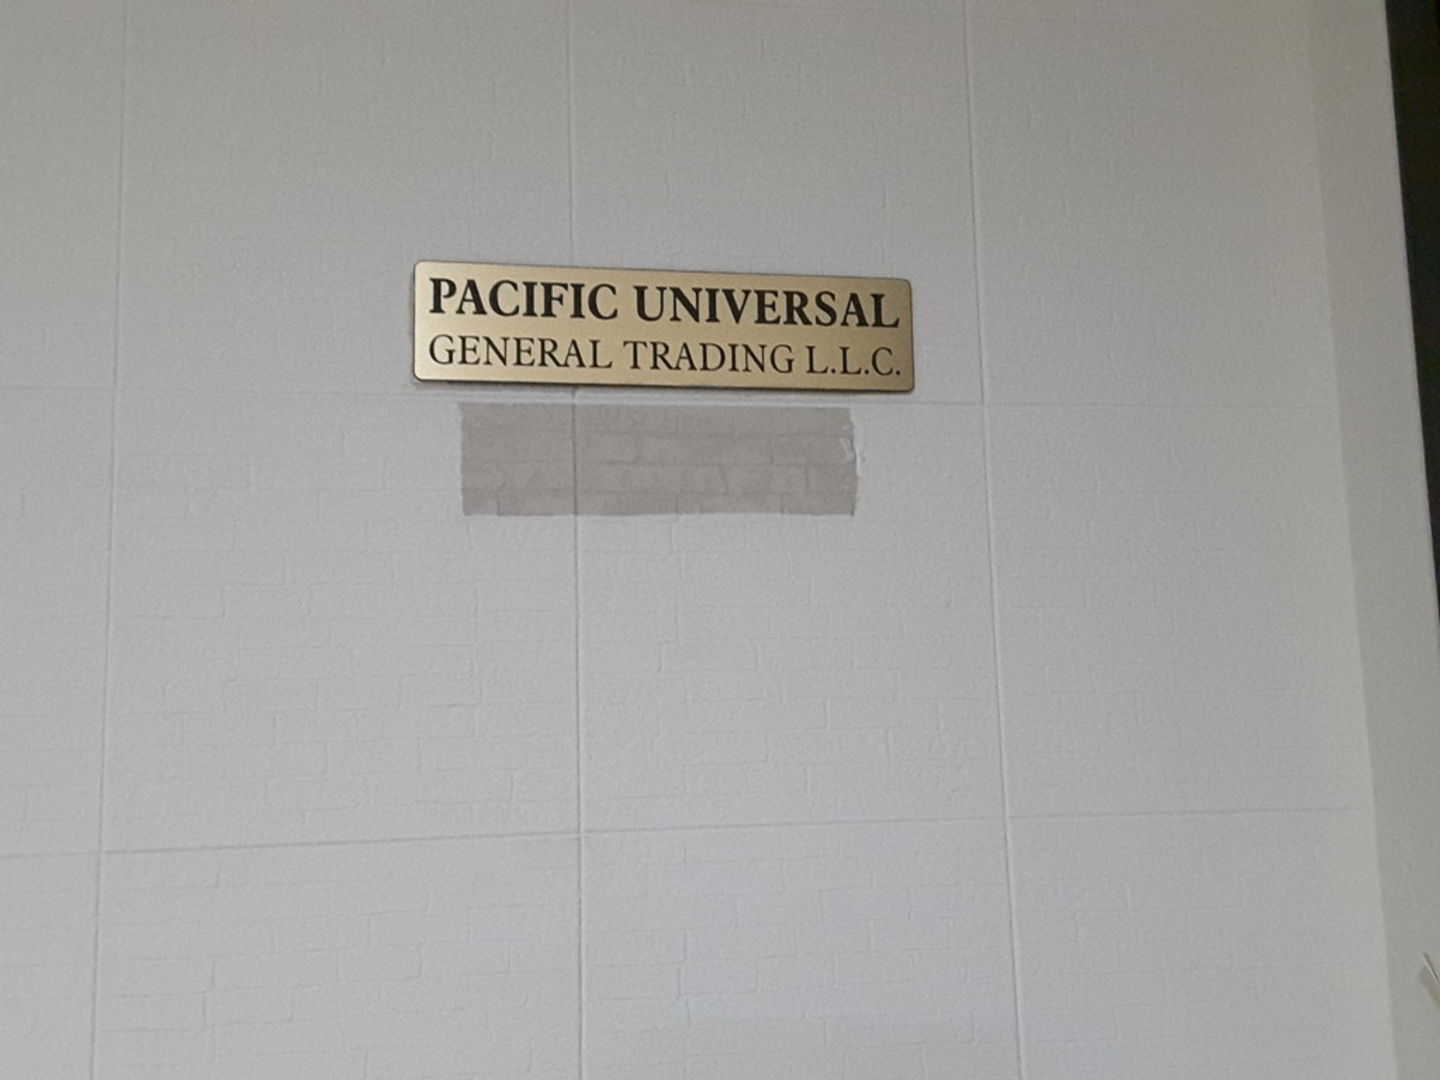 PACIFIC UNIVERSAL
GENERAL TRADING L.L.C.